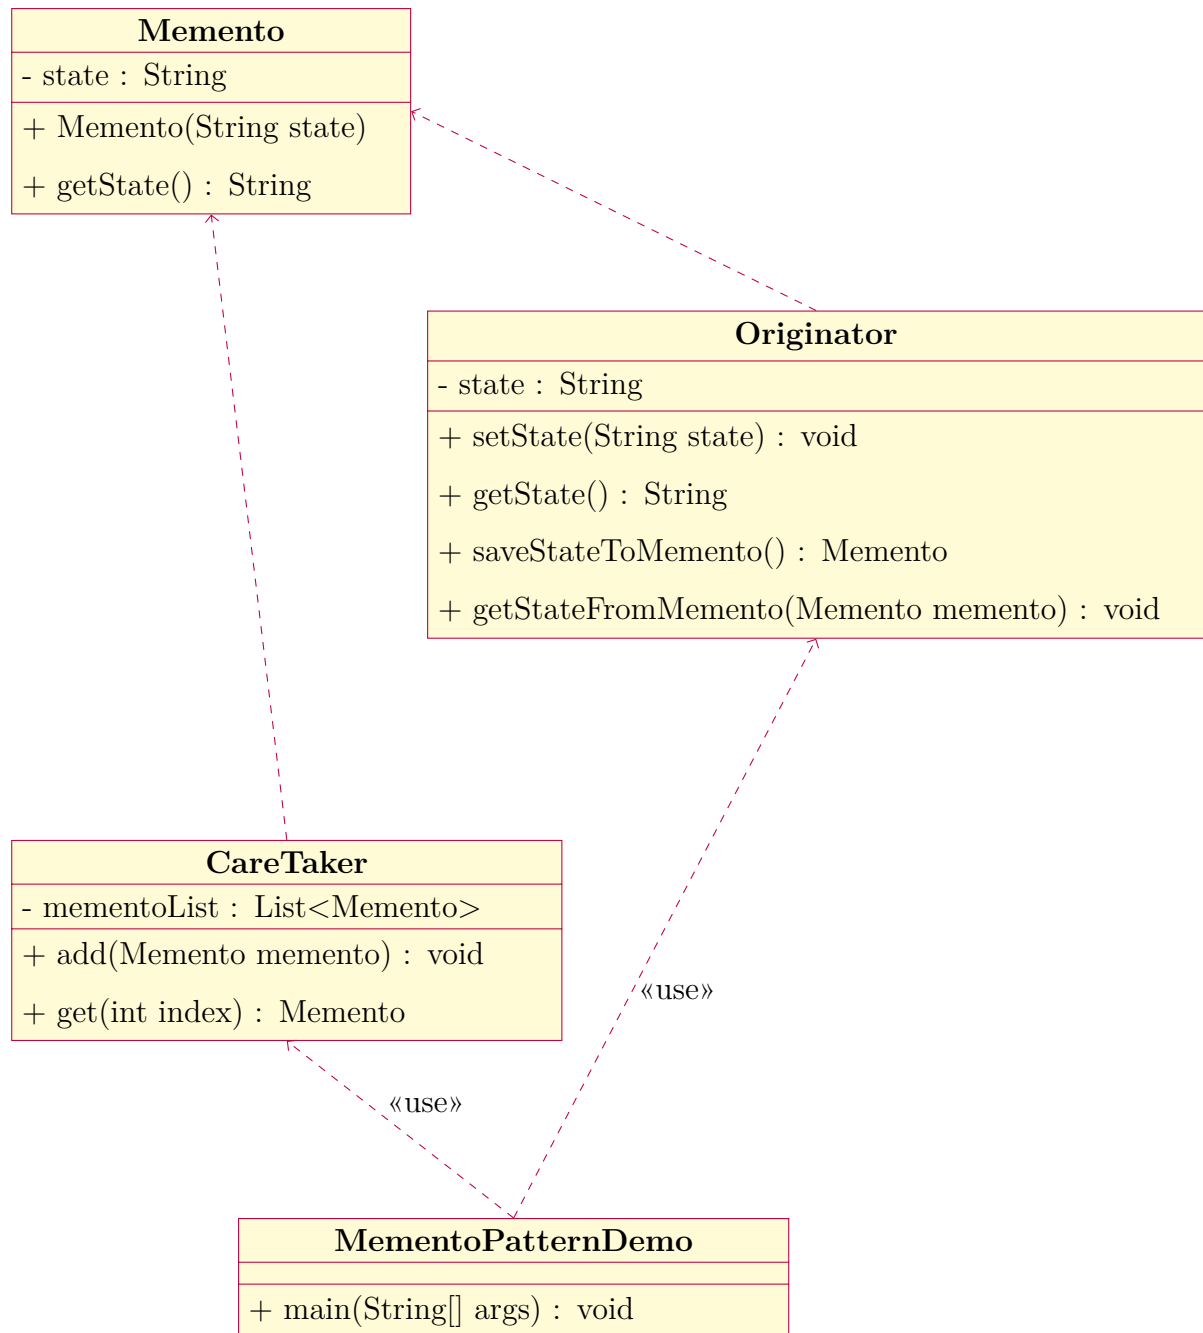 Memento
- state : String
+ Memento(String state)
+ getState() : String
Originator
- state : String
+ setState(String state) : void
+ getState() : String
+ saveStateToMemento() : Memento
+ getStateFromMemento(Memento memento) : void
CareTaker
- mementoList : List<Memento>
+ add(Memento memento) : void
+ get(int index) : Memento
«use»
«use»
MementoPatternDemo
+ main(String[] args) : void